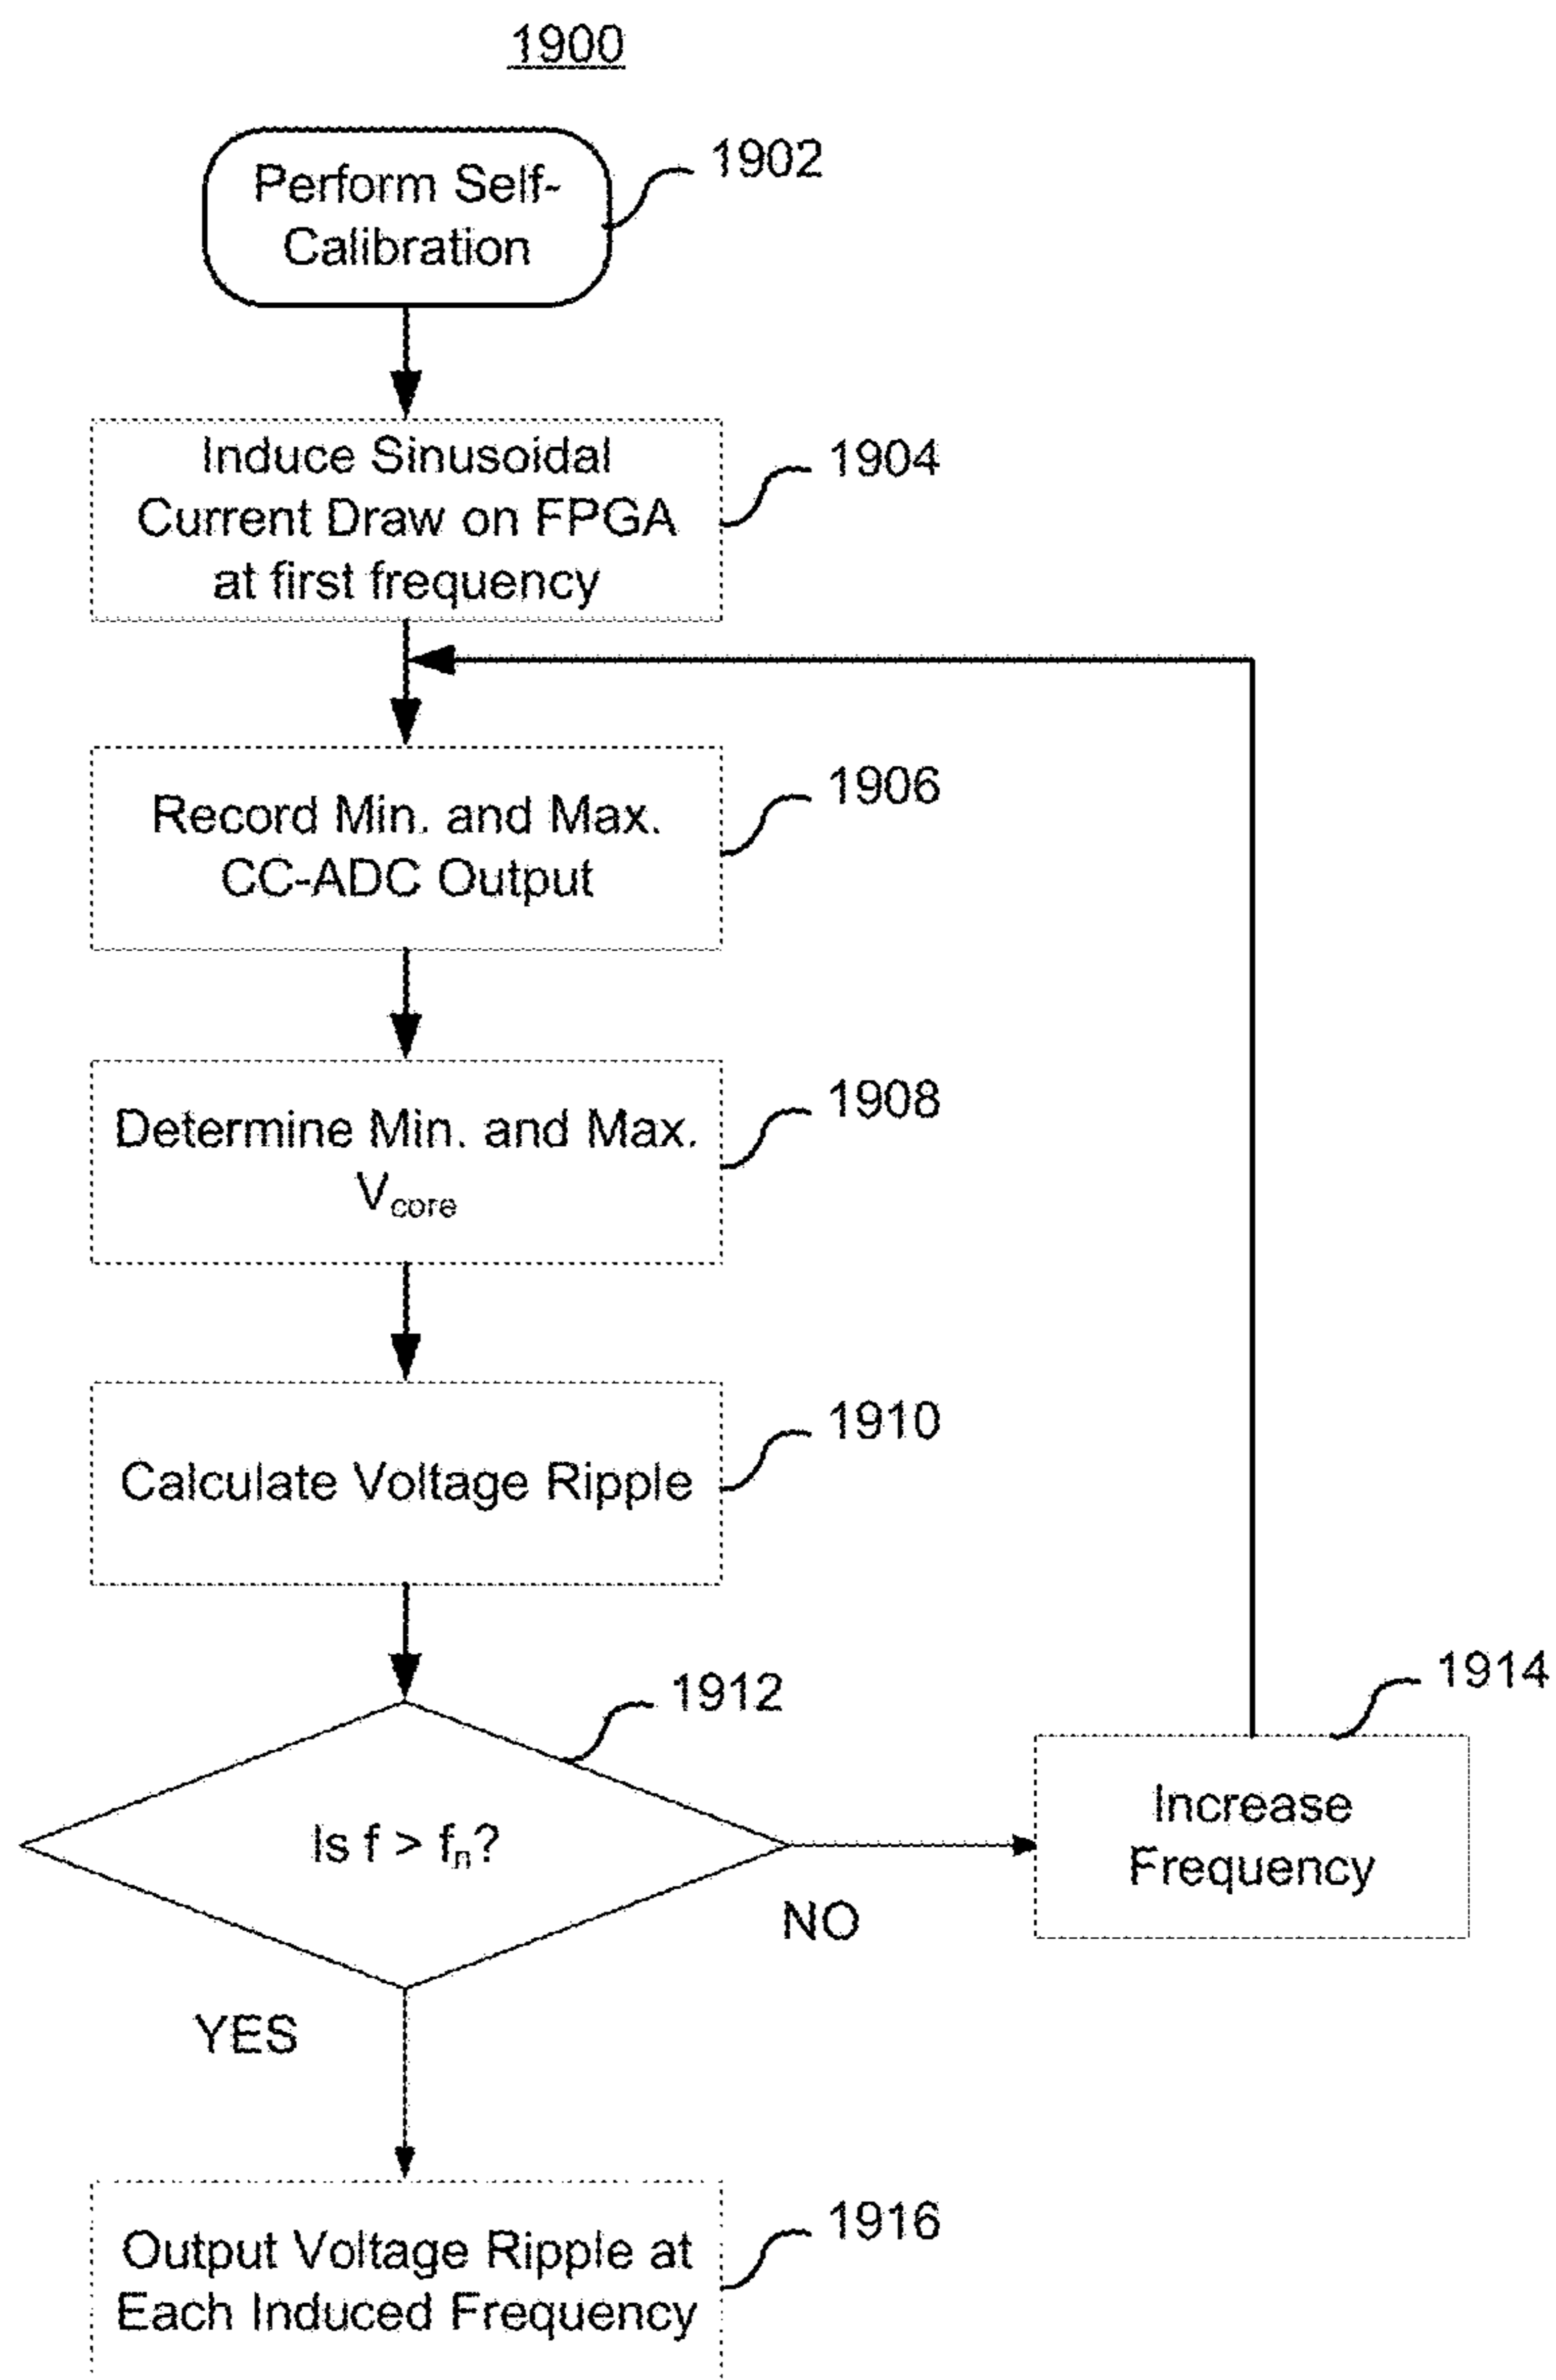 1900
Perform Self-
Calibration
1902
Induce Sinusoidal
Current Draw on FPGA
at first frequency
1904
Record Min. and Max.
CC-ADC Output
1906
Determine Min. and Max.
Vcore
1908
Calculate Voltage Ripple
1910
Is f > fn?
1912
NO
Increase
Frequency
1914
YES
Output Voltage Ripple at
Each Induced Frequency
1916